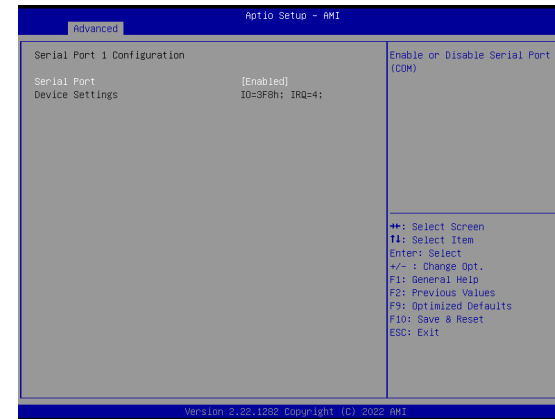 Aptio Setup - AMI
Advanced
Serial Port 1 Configuration
Serial Port [Enabled]
Device Settings IO=3F8h; IRQ=4;
Enable or Disable Serial Port
(COM)
→←: Select Screen
↑↓: Select Item
Enter: Select
+/- : Change Opt.
F1: General Help
F2: Previous Values
F9: Optimized Defaults
F10: Save & Reset
ESC: Exit
Version 2.22.1282 Copyright (C) 2022 AMI